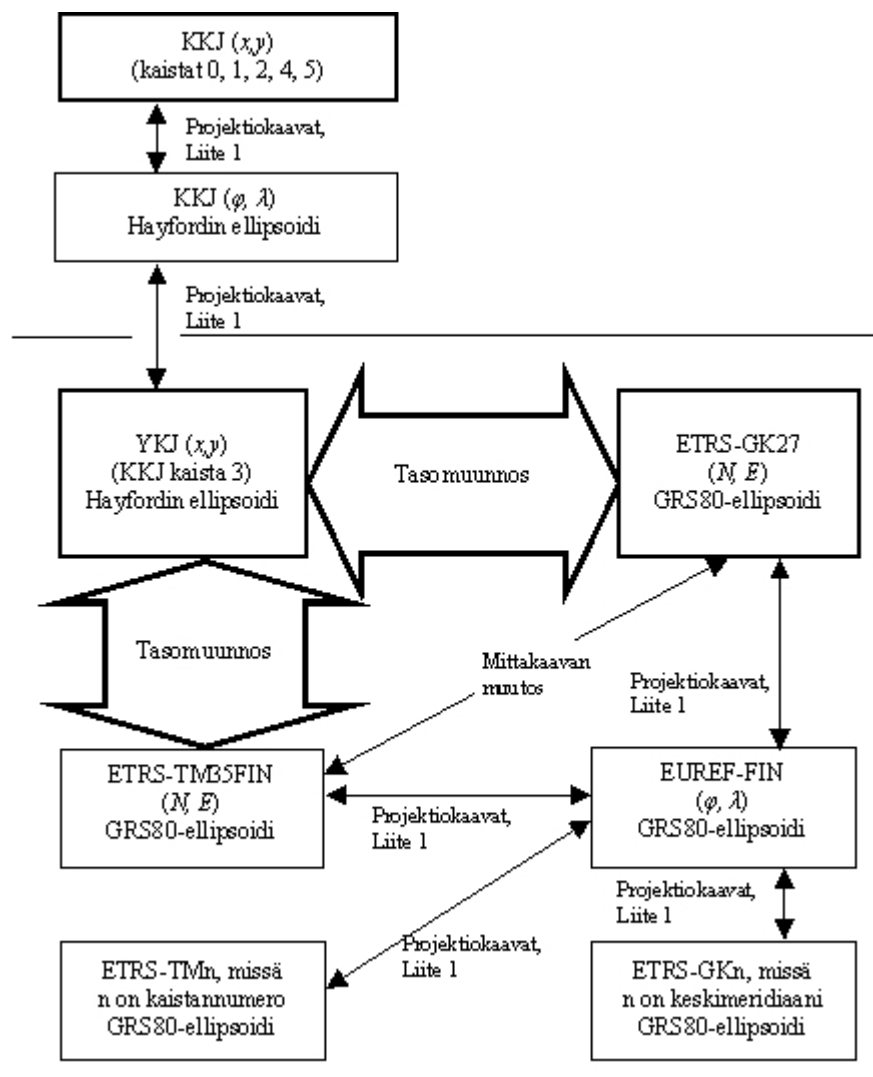 KKJ (x,y)
(kaistat 0, 1, 2, 4, 5)
Projektiokaavat,
Liite 1
KKJ (φ, λ)
Hayfordin ellipsoidi
Projektiokaavat,
Liite 1
YKJ (x,y)
(KKJ kaista 3)
Hayfordin ellipsoidi
Tasomuunnos
ETRS-GK27
(N, E)
GRS80-ellipsoidi
Tasomuunnos
Mittakaavan
muutos
Projektiokaavat,
Liite 1
ETRS-TM35FIN
(N, E)
GRS80-ellipsoidi
Projektiokaavat,
Liite 1
EUREF-FIN
(φ, λ)
GRS80-ellipsoidi
Projektiokaavat,
Liite 1
Projektiokaavat,
Liite 1
ETRS-TMn, missä
n on kaistannumero
GRS80-ellipsoidi
ETRS-GKn, missä
n on keskimeridiaani
GRS80-ellipsoidi